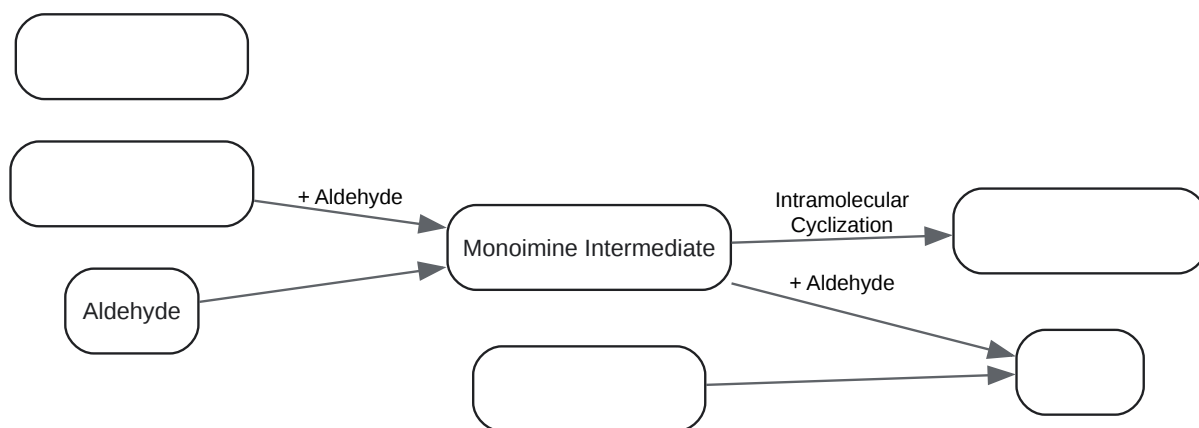 + Aldehyde
Monoimine Intermediate
Intramolecular
Cyclization
+ Aldehyde
Aldehyde